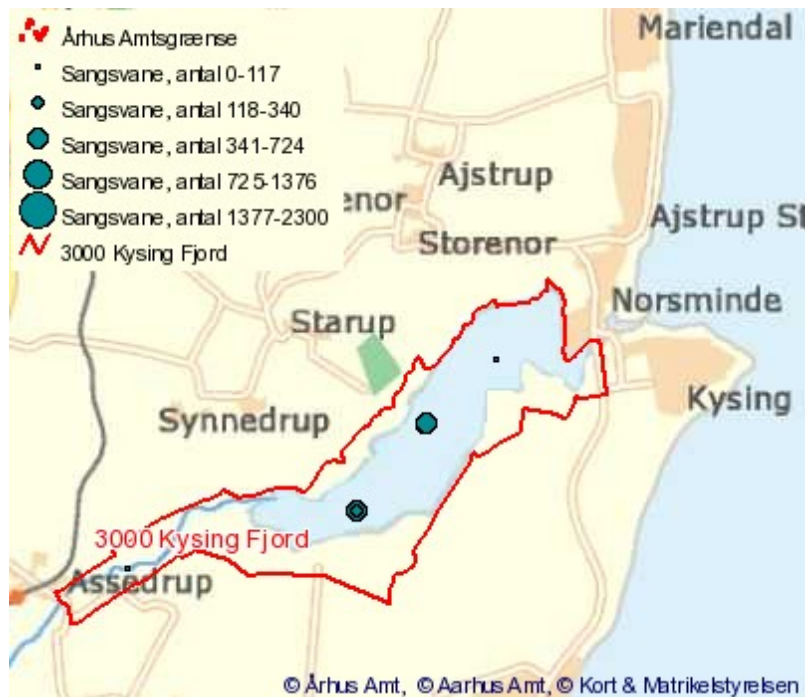 Århus Amtsgrænse
Sangsvane, antal 0-117
Sangsvane, antal 118-340
Sangsvane, antal 341-724
Sangsvane, antal 725-1376
Sangsvane, antal 1377-2300
3000 Kysing Fjord
Mariendal
Ajstrup
enor
Ajstrup St
Storenor
Norsminde
Starup
Kysing
Synnedrup
3000 Kysing Fjord
Assedrup
© Århus Amt, © Aarhus Amt, © Kort & Matrikelstyrelsen